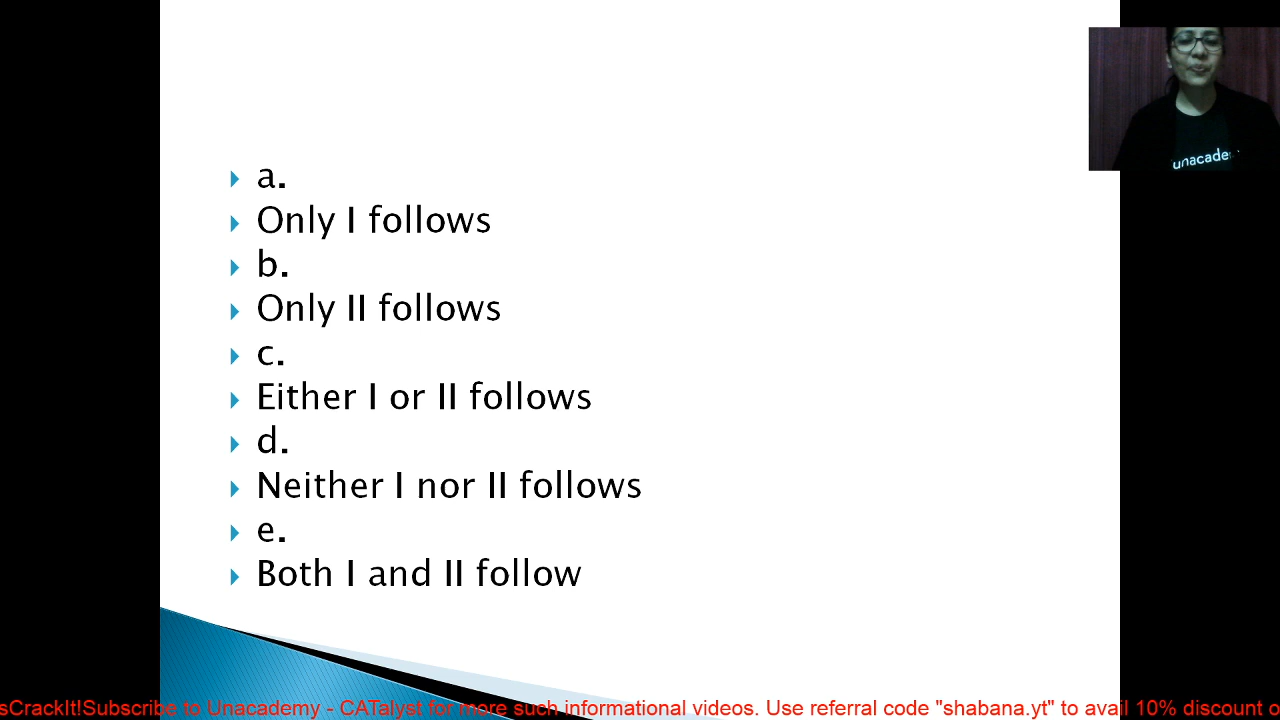 unacade
a.
Only I follows
b.
Only II follows
c.
Either I or II follows
d.
Neither I nor II follows
e.
Both I and II follow
sCrackIt!Subscribe to Unacademy - CATalyst for more such informational videos. Use referral code "shabana.yt" to avail 10% discount o